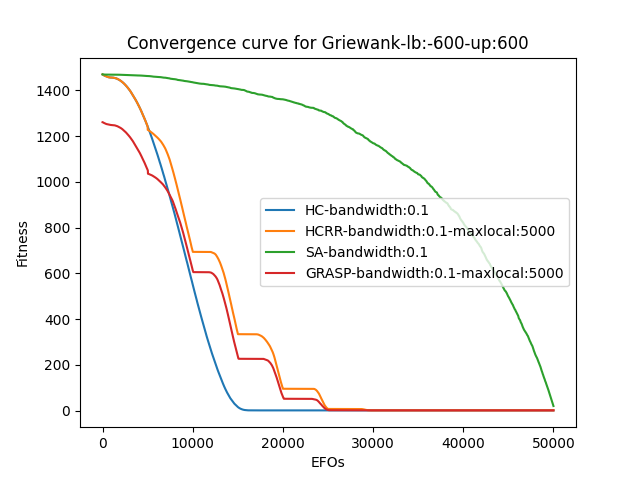 Convergence curve for Griewank-lb:-600-up:600
Fitness
1400
1200
1000
800
600
400
200
0
HC-bandwidth:0.1
HCRR-bandwidth:0.1-maxlocal:5000
SA-bandwidth:0.1
GRASP-bandwidth:0.1-maxlocal:5000
0 10000 20000 30000 40000 50000
EFOs